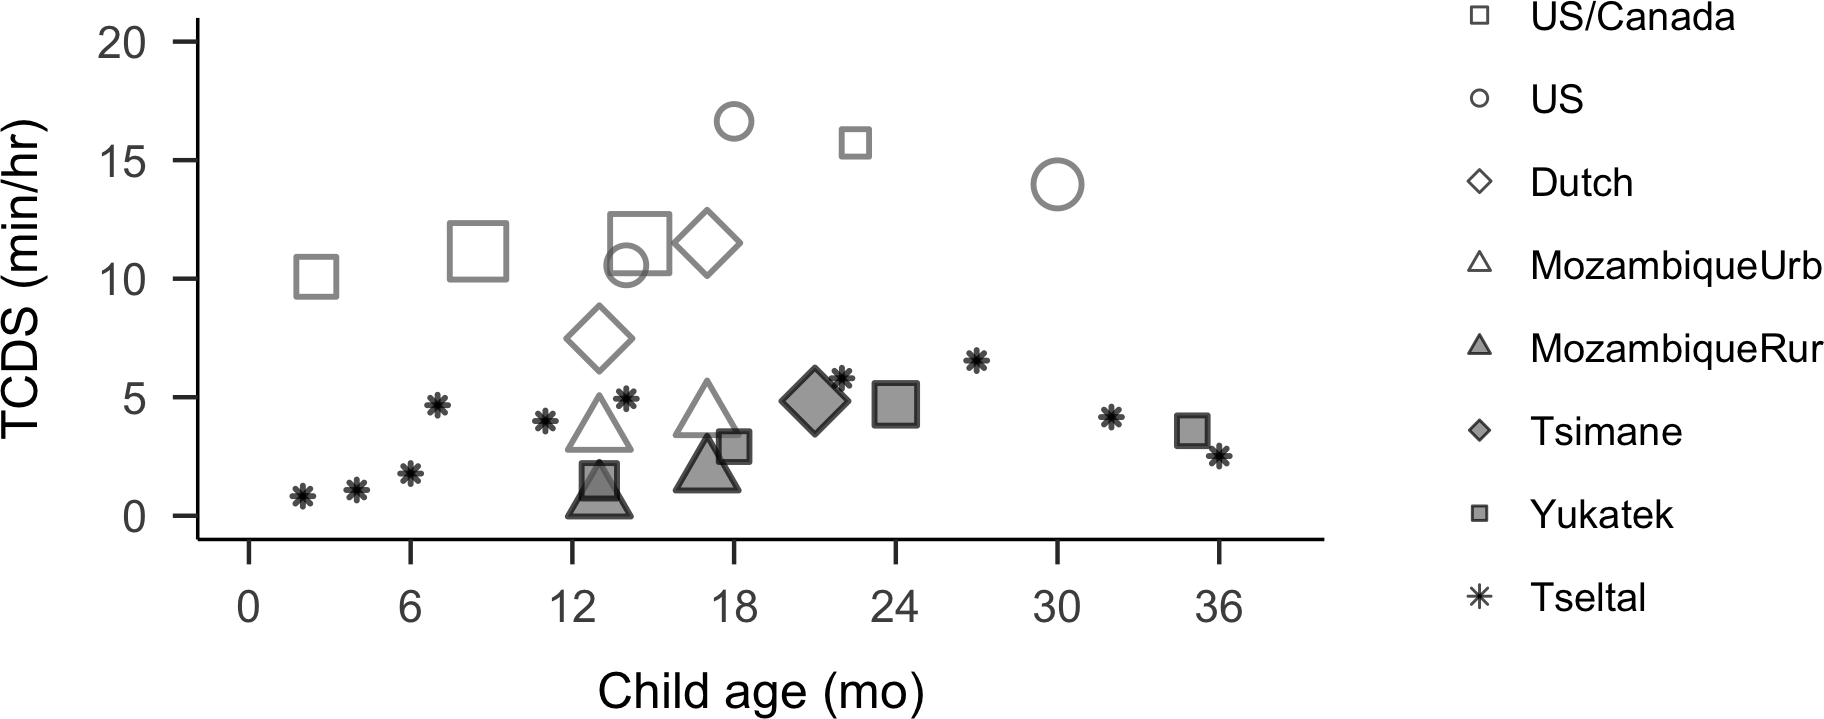 TCDS (min/hr)
20
15
10
5
0
0 6 12 18 24 30 36
Child age (mo)
US/Canada
US
Dutch
MozambiqueUrb
MozambiqueRur
Tsimane
Yukatek
Tseltal